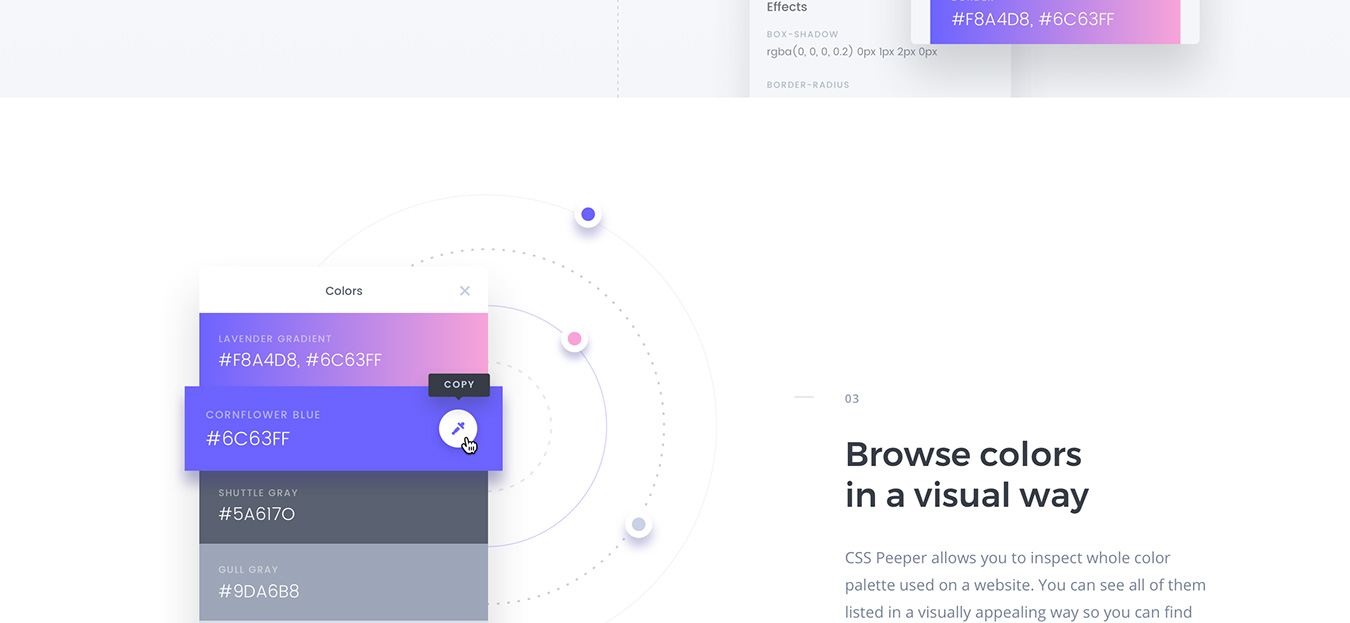 Effects
BOX-SHADOW
rgba(0, 0, 0, 0.2) 0px 1px 2px 0px
BORDER-RADIUS
#F8A4D8, #6C63FF
Colors
LAVENDER GRADIENT
#F8A4D8, #6C63FF
COPY
CORNFLOWER BLUE
#6C63FF
SHUTTLE GRAY
#5A6170
GULL GRAY
#9DA6B8
03
Browse colors
in a visual way
CSS Peeper allows you to inspect whole color
palette used on a website. You can see all of them
listed in a visually appealing way so you can find